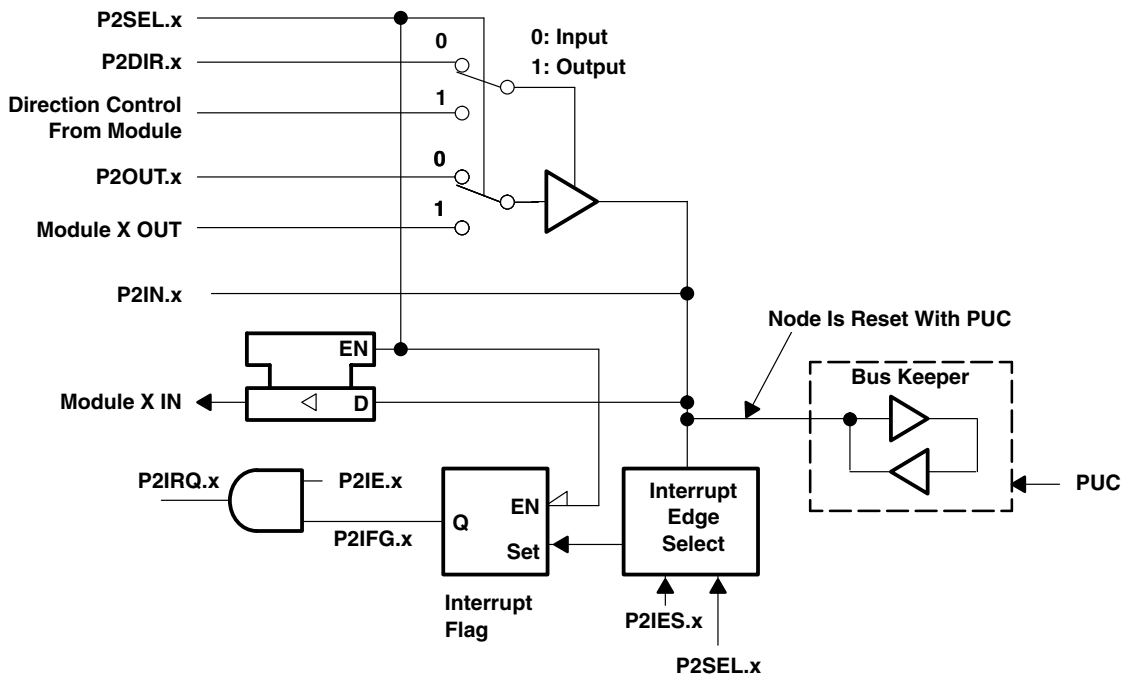 P2SEL.x
0
P2DIR.x
0: Input
1: Output
Direction Control
From Module
1
P2OUT.x
0
Module X OUT
1
P2IN.x
Node Is Reset With PUC
EN
Bus Keeper
Module X IN
D
P2IRQ.x
P2IE.x
P2IFG.x
Q
EN
Set
Interrupt
Edge
Select
PUC
Interrupt
Flag
P2IES.x
P2SEL.x